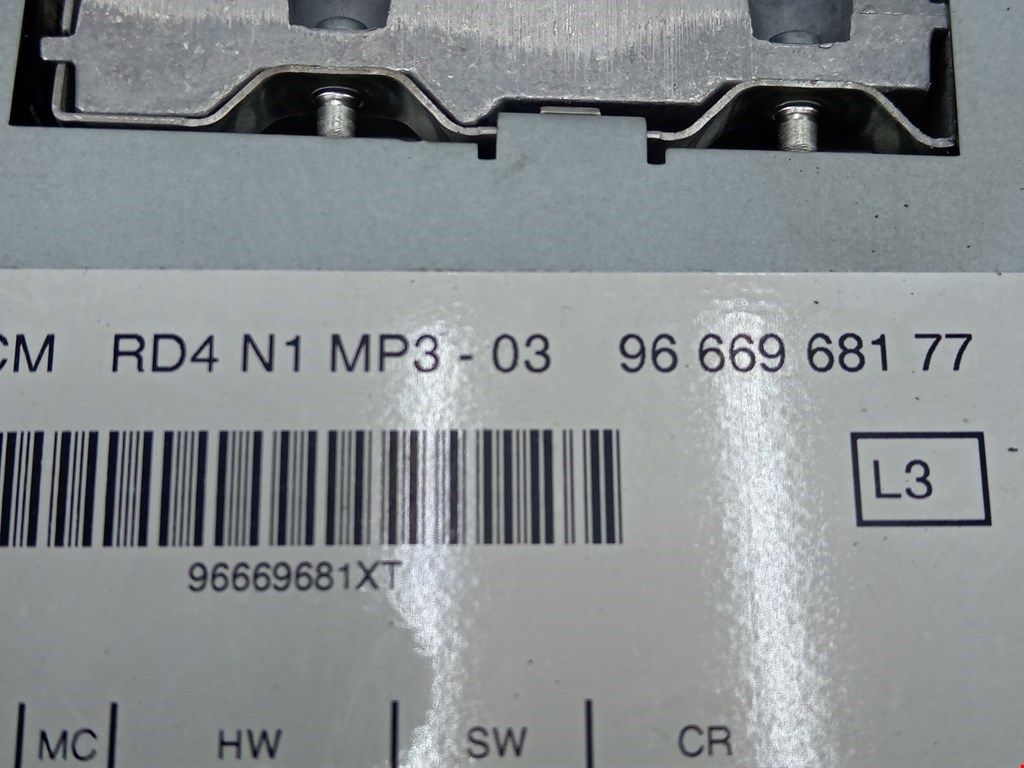 CM RD4 N1 MP3 - 03 96 669 681 77
L3
96669681XT
MC HW SW CR